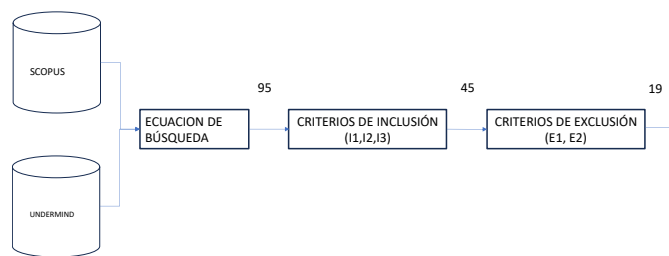 SCOPUS
UNDERMIND
ECUACION DE
BÚSQUEDA
95
CRITERIOS DE INCLUSIÓN
(I1,I2,I3)
45
CRITERIOS DE EXCLUSIÓN
(E1, E2)
19